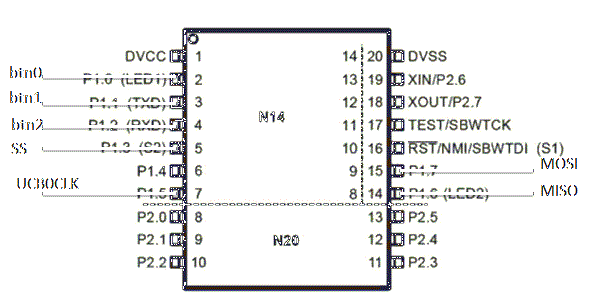 DVCC 1 14 20 DVSS
btn0 P1.0 (LED1) 2 13 19 XIN/P2.6
btn1 P1.1 (TXD) 3 12 18 XOUT/P2.7
N14
btn2 P1.2 (RXD) 4 11 17 TEST/SBWTCK
SS P1.3 (S2) 5 10 16 RST/NMI/SBWTDI (S1)
P1.4 6 9 15 P1.7 MOSI
UCB0CLK P1.5 7 8 14 P1.6 (LED2) MISO
P2.0 8 13 P2.5
P2.1 9 N20 12 P2.4
P2.2 10 11 P2.3